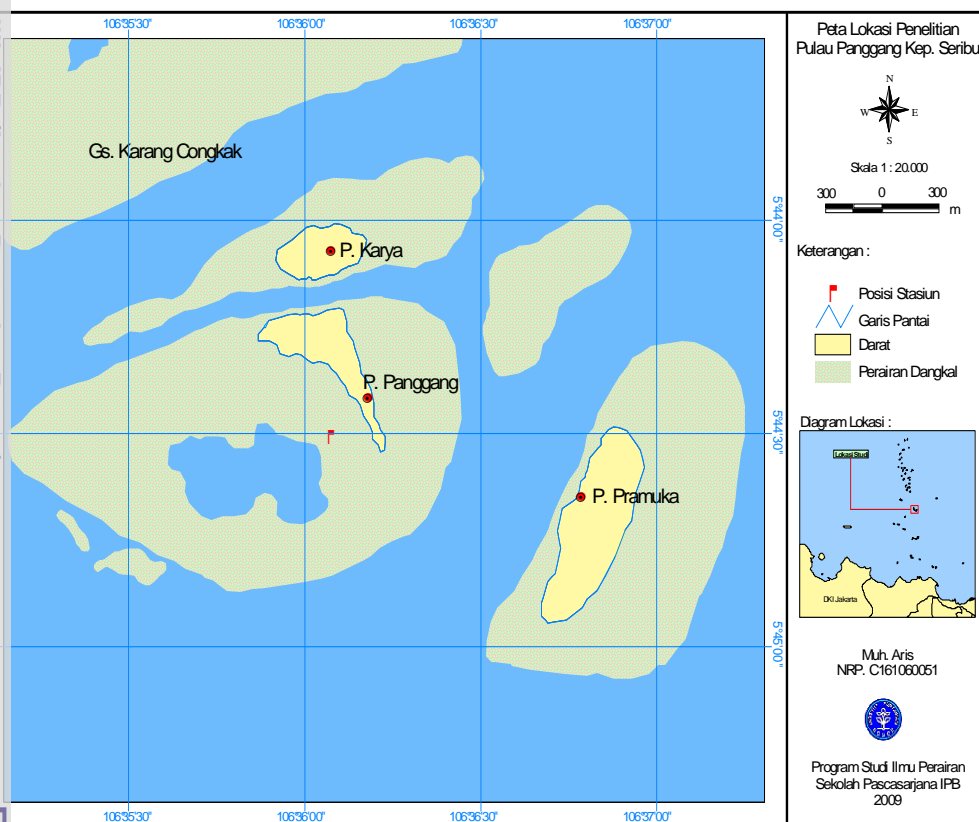 106°35'30" 106°36'00" 106°36'30" 106°37'00"
Gs. Karang Congkak
5°44'00"
P. Karya
P. Panggang
5°44'30"
P. Pramuka
5°45'00"
106°35'30" 106°36'00" 106°36'30" 106°37'00"
Peta Lokasi Penelitian
Pulau Panggang Kep. Seribu
N
W E
S
Skala 1 : 20.000
300 0 300
m
Keterangan :
Posisi Stasiun
Garis Pantai
Darat
Perairan Dangkal
Diagram Lokasi :
Lokasi Studi
DKI Jakarta
Muh. Aris
NRP. C161060051
Program Studi Ilmu Perairan
Sekolah Pascasarjana IPB
2009